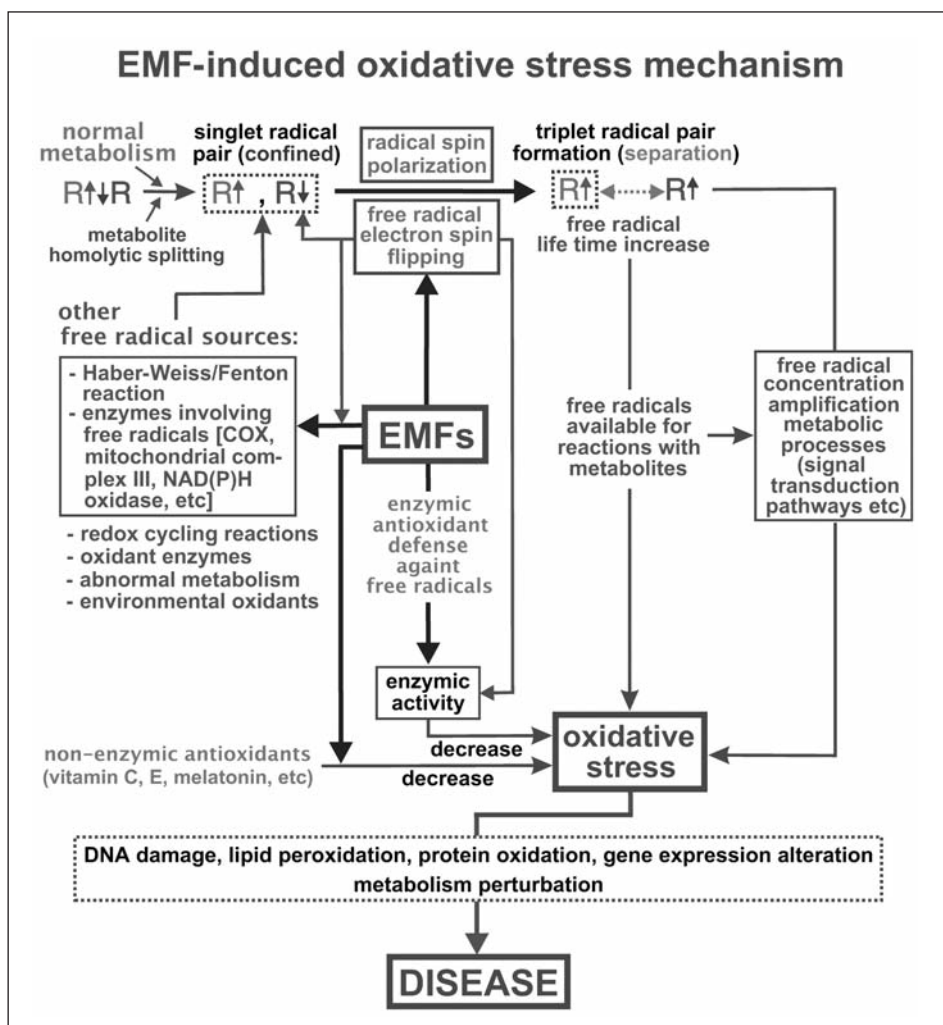 EMF-induced oxidative stress mechanism
normal
metabolism
R↑↓R
metabolite
homolytic splitting
singlet radical
pair (confined)
R↑ , R↓
radical spin
polarization
free radical
electron spin
flipping
triplet radical pair
formation (separation)
R↑ R↑
free radical
life time increase
other
free radical sources:
- Haber-Weiss/Fenton
reaction
- enzymes involving
free radicals [COX,
mitochondrial com-
plex III, NAD(P)H
oxidase, etc]
- redox cycling reactions
- oxidant enzymes
- abnormal metabolism
- environmental oxidants
EMFs
enzymic
antioxidant
defense
againt
free radicals
free radicals
available for
reactions with
metabolites
free radical
concentration
amplification
metabolic
processes
(signal
transduction
pathways etc)
enzymic
activity
decrease
non-enzymic antioxidants
(vitamin C, E, melatonin, etc)
decrease
oxidative
stress
DNA damage, lipid peroxidation, protein oxidation, gene expression alteration
metabolism perturbation
DISEASE